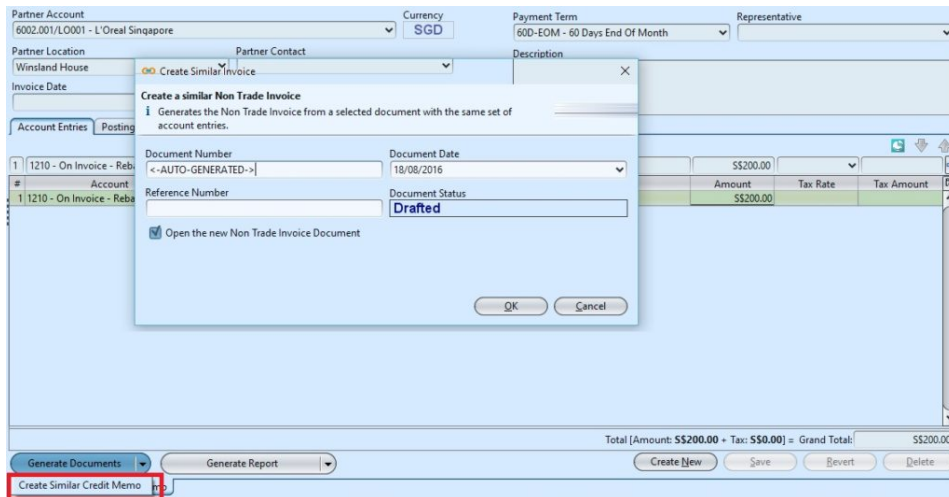 Partner Account Currency Payment Term Representative
6002.001/LO001 - L'Oreal Singapore SGD 60D-EOM - 60 Days End Of Month
Partner Location Partner Contact Description
Winsland House
Create Similar Invoice
Invoice Date
Create a similar Non Trade Invoice
Generates the Non Trade Invoice from a selected document with the same set of
account entries.
Account Entries Posting
Document Number Document Date
1 1210 - On Invoice - Reb <-AUTO-GENERATED-> 18/08/2016 S$200.00
# Account Amount Tax Rate Tax Amount
Reference Number Document Status
1 1210 - On Invoice - Reba Drafted S$200.00
Open the new Non Trade Invoice Document
OK Cancel
Total [Amount: S$200.00 + Tax: S$0.00] = Grand Total: S$200.00
Generate Documents Generate Report Create New Save Revert Delete
Create Similar Credit Memo